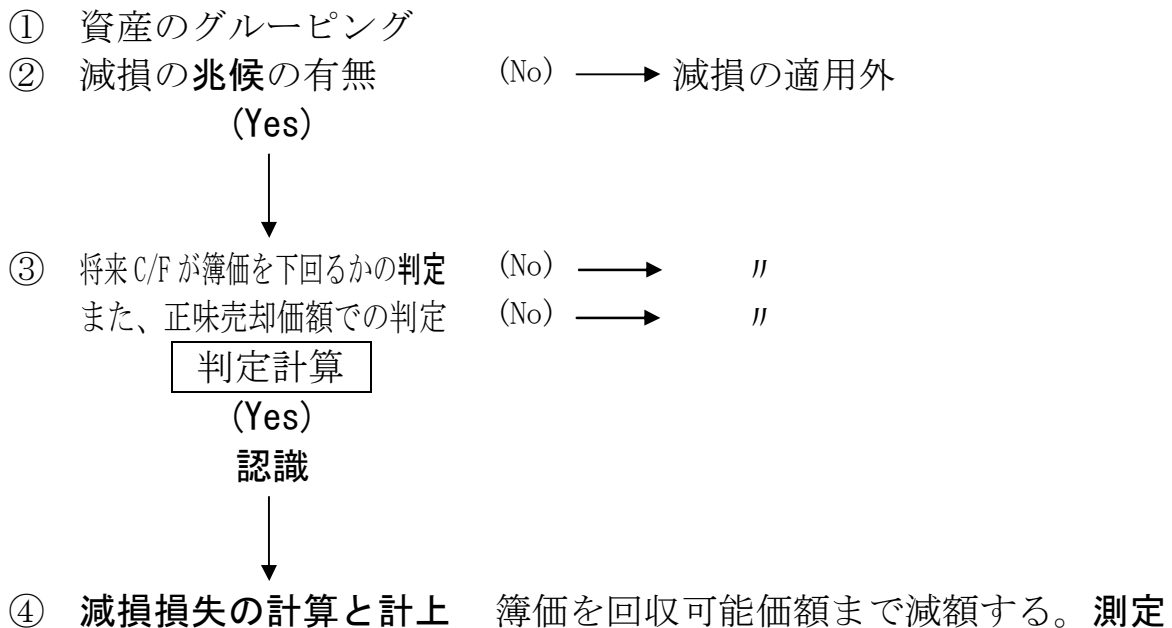 ① 資産のグルーピング
② 減損の兆候の有無 (No) → 減損の適用外
(Yes)
③ 将来C/Fが簿価を下回るかの判定 (No) → 〃
また、正味売却価額での判定 (No) → 〃
判定計算
(Yes)
認識
④ 減損損失の計算と計上 簿価を回収可能価額まで減額する。測定